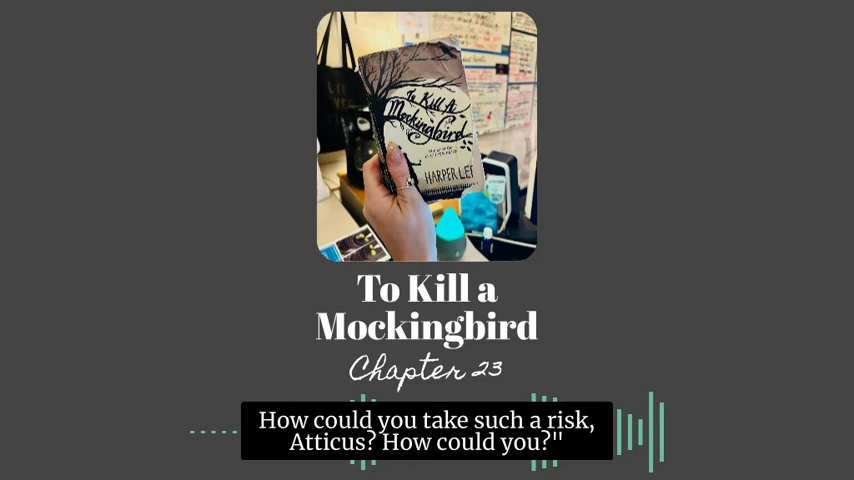 To Kill A
Mockingbird
HARPER LEE
To Kill a
Mockingbird
Chapter 23
How could you take such a risk,
Atticus? How could you?"